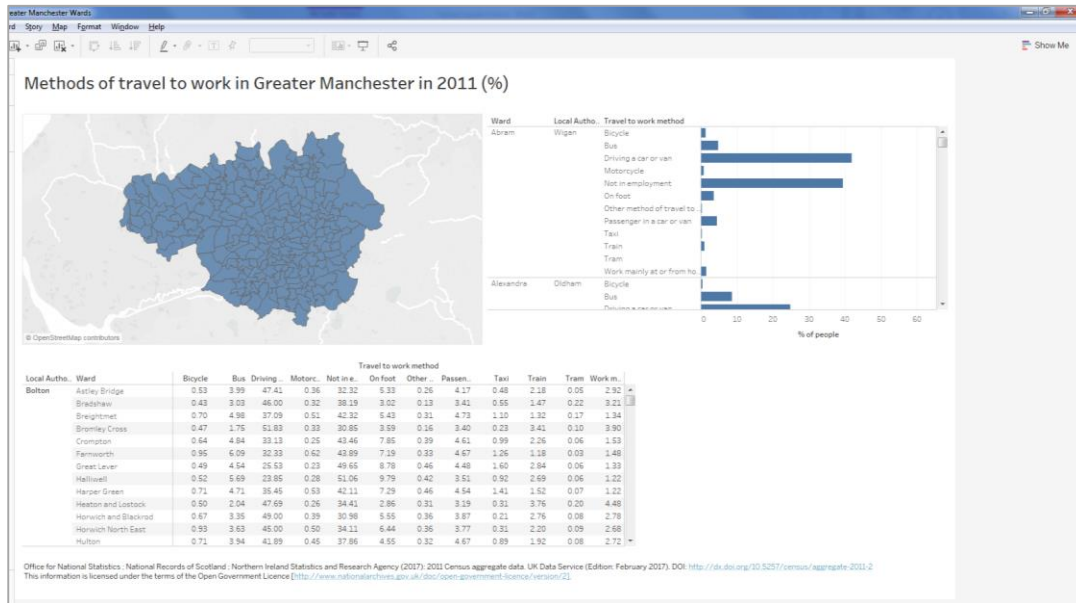 eater Manchester Wards
rd Story Map Format Window Help
Show Me
Methods of travel to work in Greater Manchester in 2011 (%)
© OpenStreetMap contributors
Ward Local Autho.. Travel to work method
Abram Wigan Bicycle
Bus
Driving a car or van
Motorcycle
Not in employment
On foot
Other method of travel to ..
Passenger in a car or van
Taxi
Train
Tram
Work mainly at or from ho..
Alexandra Oldham Bicycle
Bus
Driving a car or van
0 10 20 30 40 50 60
% of people
Travel to work method
Local Autho.. Ward Bicycle Bus Driving .. Motorc.. Not in e.. On foot Other .. Passen.. Taxi Train Tram Work m..
Bolton Astley Bridge 0.53 3.99 47.41 0.36 32.32 5.33 0.26 4.17 0.48 2.18 0.05 2.92
Bradshaw 0.43 3.03 46.00 0.32 38.19 3.02 0.13 3.41 0.55 1.47 0.22 3.21
Breightmet 0.70 4.98 37.09 0.51 42.32 5.43 0.31 4.73 1.10 1.32 0.17 1.34
Bromley Cross 0.47 1.75 51.83 0.33 30.85 3.59 0.16 3.40 0.23 3.41 0.10 3.90
Crompton 0.64 4.84 33.13 0.25 43.46 7.85 0.39 4.61 0.99 2.26 0.06 1.53
Farnworth 0.95 6.09 32.33 0.62 43.89 7.19 0.33 4.67 1.26 1.18 0.03 1.48
Great Lever 0.49 4.54 25.53 0.23 49.65 8.78 0.46 4.48 1.60 2.84 0.06 1.33
Halliwell 0.52 5.69 23.85 0.28 51.06 9.79 0.42 3.51 0.92 2.69 0.06 1.22
Harper Green 0.71 4.71 35.45 0.53 42.11 7.29 0.46 4.54 1.41 1.52 0.07 1.22
Heaton and Lostock 0.50 2.04 47.69 0.26 34.41 2.86 0.31 3.19 0.31 3.76 0.20 4.48
Horwich and Blackrod 0.67 3.35 49.00 0.39 30.98 5.55 0.36 3.87 0.21 2.76 0.08 2.78
Horwich North East 0.93 3.63 45.00 0.50 34.11 6.44 0.36 3.77 0.31 2.20 0.09 2.68
Hulton 0.71 3.94 41.89 0.45 37.86 4.55 0.32 4.67 0.89 1.92 0.08 2.72
Office for National Statistics ; National Records of Scotland ; Northern Ireland Statistics and Research Agency (2017): 2011 Census aggregate data. UK Data Service (Edition: February 2017). DOI: http://dx.doi.org/10.5257/census/aggregate-2011-2
This information is licensed under the terms of the Open Government Licence [http://www.nationalarchives.gov.uk/doc/open-government-licence/version/2].